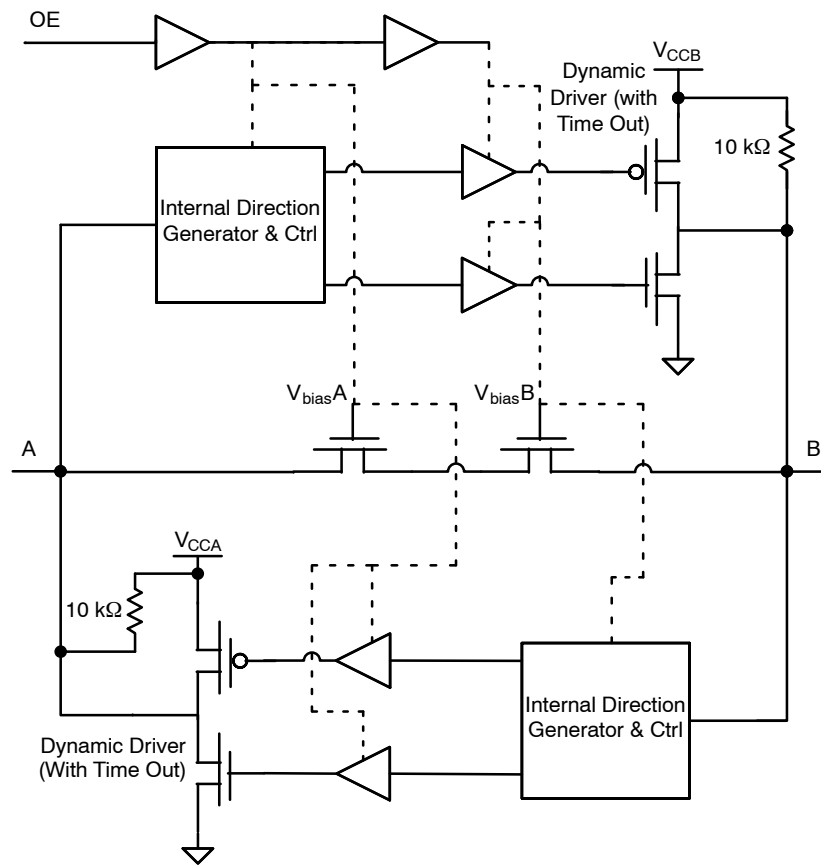 OE
Dynamic
Driver (with
Time Out)
VCCB
10 kΩ
Internal Direction
Generator & Ctrl
VbiasA
VbiasB
A
B
VCCA
10 kΩ
Dynamic Driver
(With Time Out)
Internal Direction
Generator & Ctrl